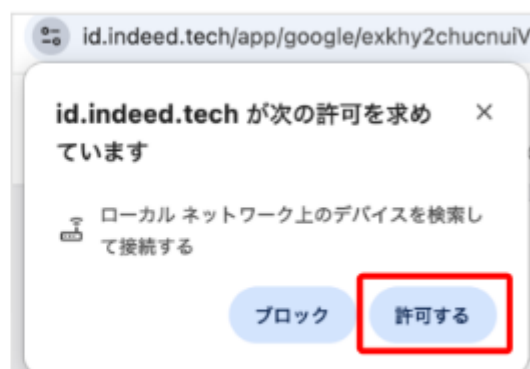 id.indeed.tech/app/google/exkhy2chucnuiV
id.indeed.tech が次の許可を求め
ています
ローカル ネットワーク上のデバイスを検索し
て接続する
ブロック
許可する